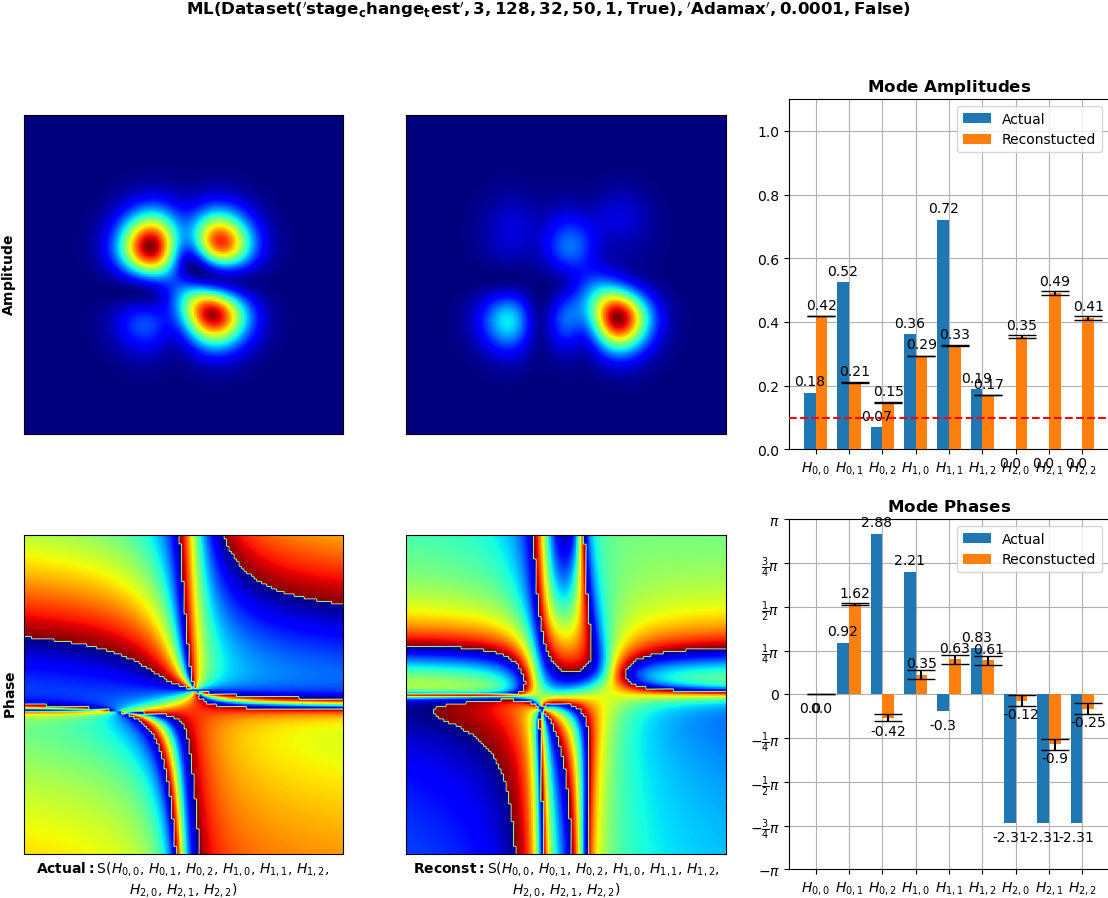 ML(Dataset('stage_change_test', 3, 128, 32, 50, 1, True), 'Adamax', 0.0001, False)
Amplitude
Mode Amplitudes
Actual
Reconstucted
1.0
0.8
0.6
0.4
0.2
0.0
0.18
0.42
0.52
0.21
0.07
0.15
0.36
0.29
0.72
0.33
0.19
0.17
0.0
0.35
0.0
0.49
0.0
0.41
H0,0 H0,1 H0,2 H1,0 H1,1 H1,2 H2,0 H2,1 H2,2
Phase
Mode Phases
Actual
Reconstucted
π
3/4π
1/2π
1/4π
0
−1/4π
−1/2π
−3/4π
−π
0.0
0.0
0.92
1.62
2.88
-0.42
2.21
0.35
-0.3
0.63
0.83
0.61
-2.31
-0.12
-2.31
-0.9
-2.31
-0.25
H0,0 H0,1 H0,2 H1,0 H1,1 H1,2 H2,0 H2,1 H2,2
Actual:S(H0,0, H0,1, H0,2, H1,0, H1,1, H1,2,
H2,0, H2,1, H2,2)
Reconst:S(H0,0, H0,1, H0,2, H1,0, H1,1, H1,2,
H2,0, H2,1, H2,2)